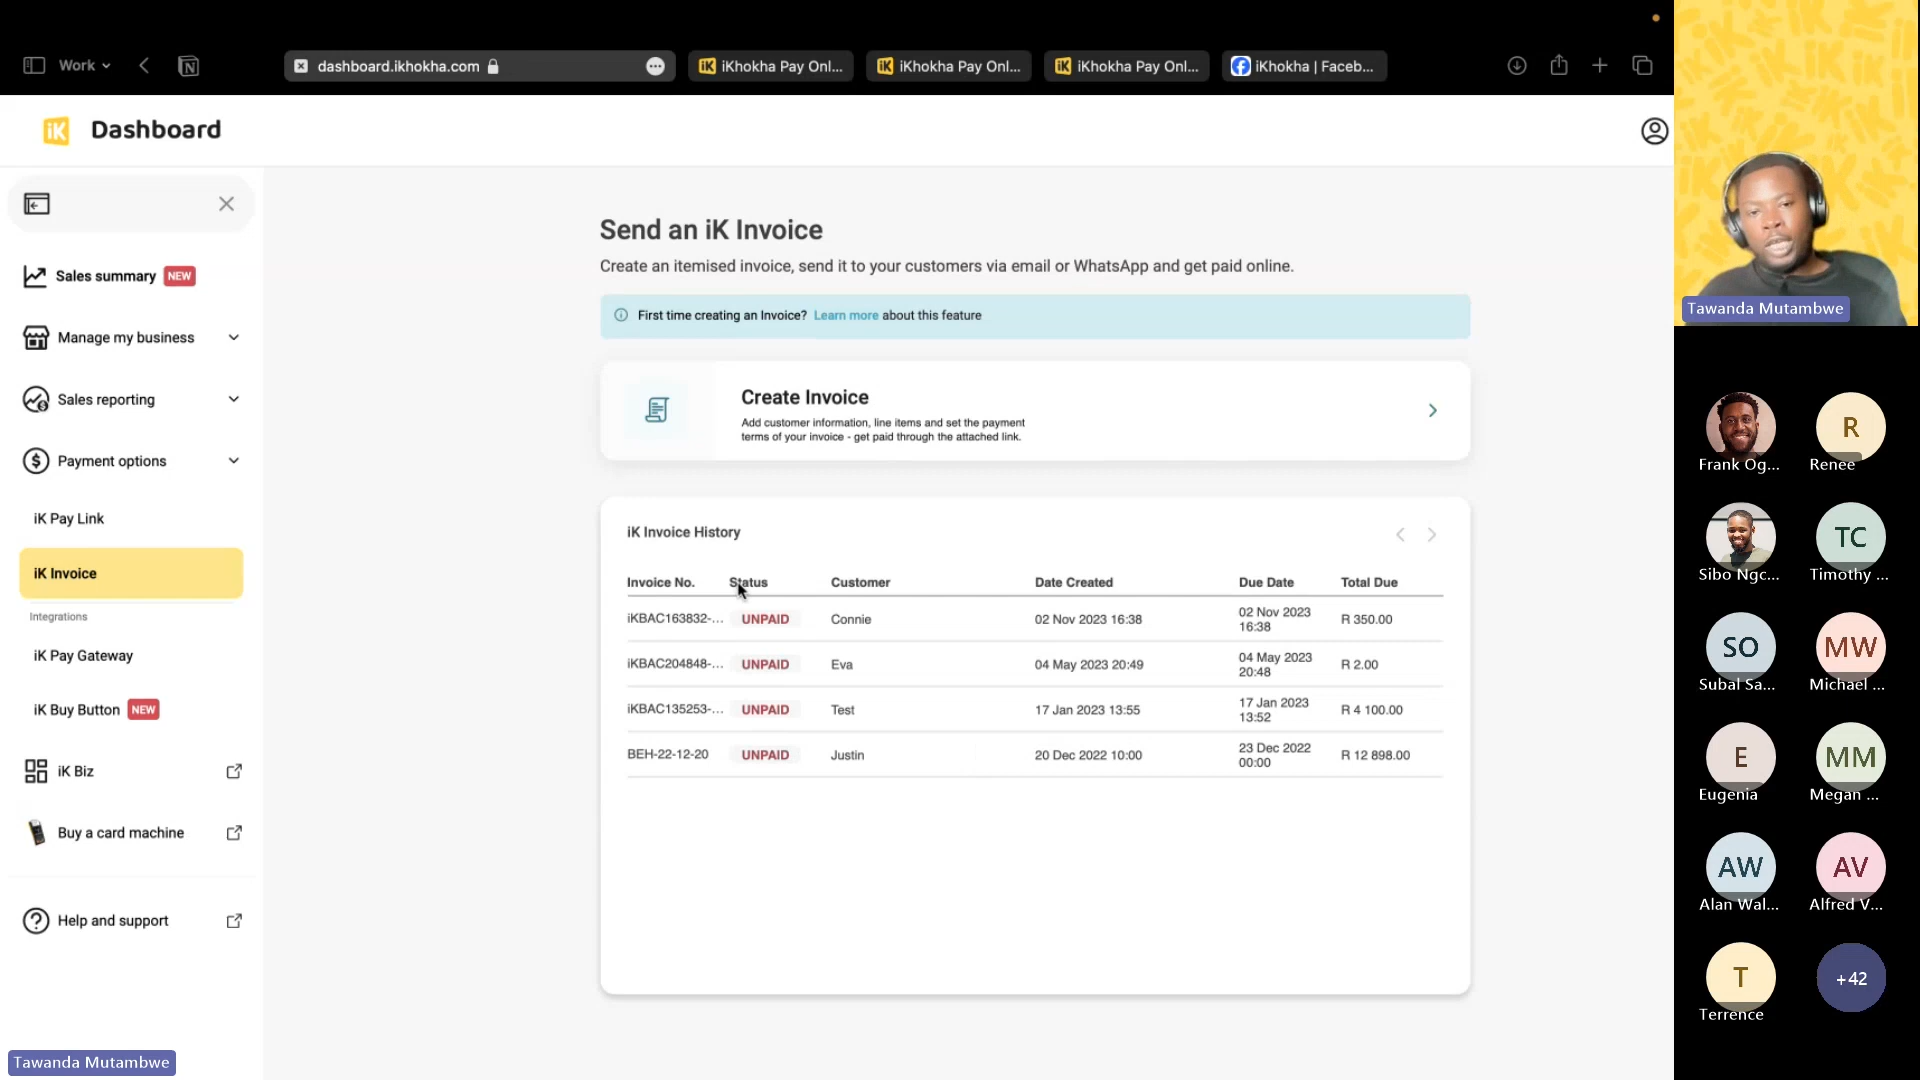 Work
dashboard.ikhokha.com
iK
iKhokha Pay Onl...
iK
iKhokha Pay Onl...
iK
iKhokha Pay Onl...
iKhokha | Faceb...
iK
Dashboard
Sales summary NEW
Manage my business
Sales reporting
Payment options
iK Pay Link
iK Invoice
Integrations
iK Pay Gateway
iK Buy Button NEW
iK Biz
Buy a card machine
Help and support
Tawanda Mutambwe
Send an iK Invoice
Create an itemised invoice, send it to your customers via email or WhatsApp and get paid online.
First time creating an Invoice? Learn more about this feature
Create Invoice
Add customer information, line items and set the payment
terms of your invoice - get paid through the attached link.
iK Invoice History
Invoice No. Status Customer Date Created Due Date Total Due
iKBAC163832-... UNPAID Connie 02 Nov 2023 16:38 02 Nov 2023 16:38 R 350.00
iKBAC204848-... UNPAID Eva 04 May 2023 20:49 04 May 2023 20:48 R 2.00
iKBAC135253-... UNPAID Test 17 Jan 2023 13:55 17 Jan 2023 13:52 R 4 100.00
BEH-22-12-20 UNPAID Justin 20 Dec 2022 10:00 23 Dec 2022 00:00 R 12 898.00
Tawanda Mutambwe
R
Frank Og... Renee
TC
Sibo Ngc... Timothy ...
SO MW
Subal Sa... Michael ...
E MM
Eugenia Megan ...
AW AV
Alan Wal... Alfred V...
T +42
Terrence